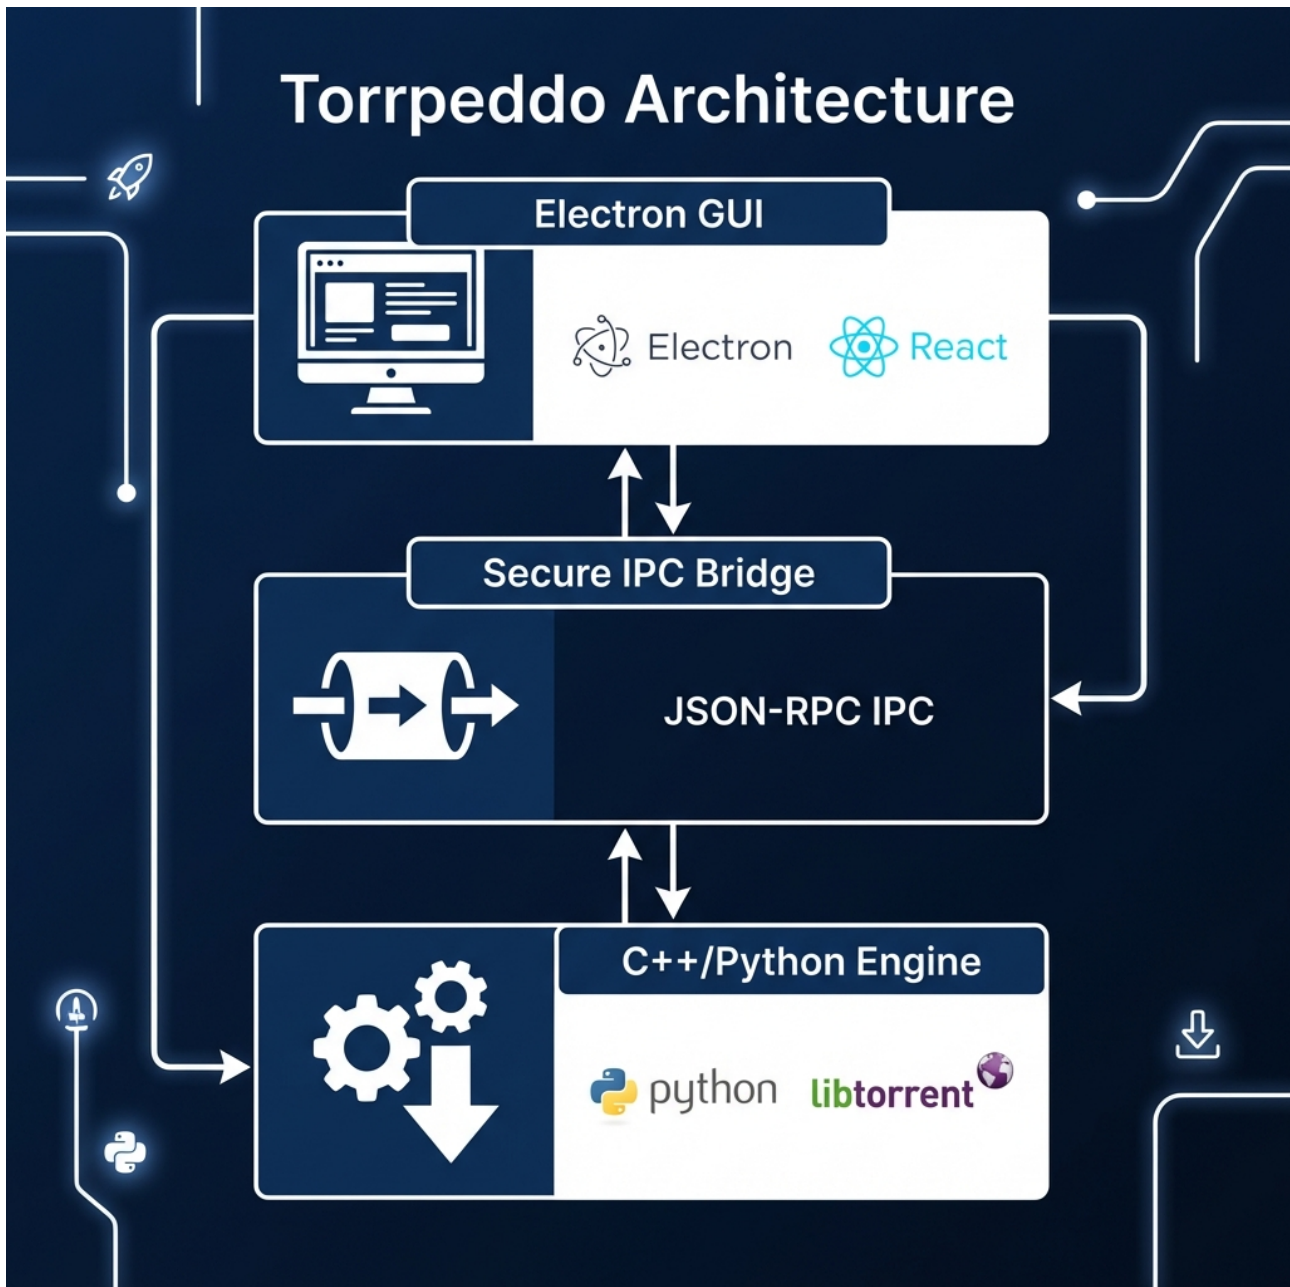 Torrpeddo Architecture
Electron GUI
Electron React
Secure IPC Bridge
JSON-RPC IPC
C++/Python Engine
python libtorrent